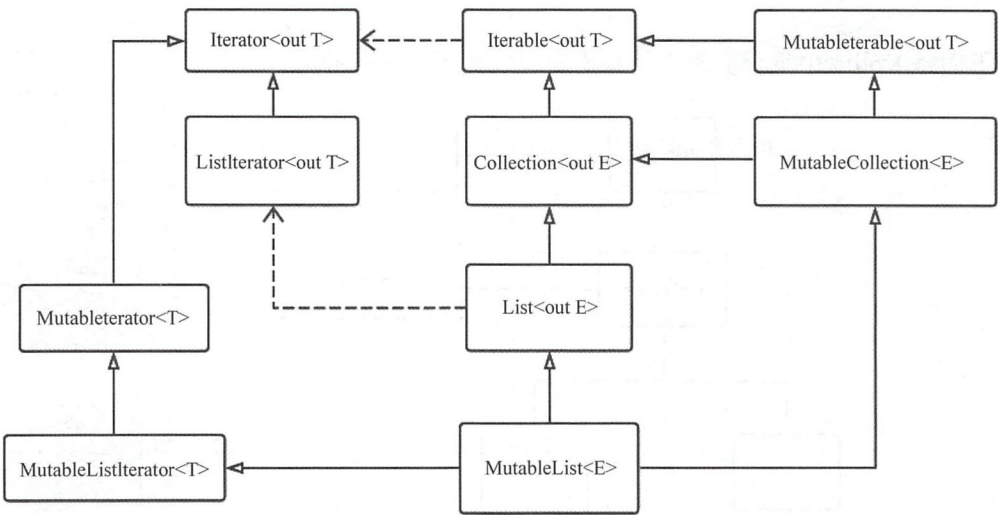 Iterator<out T>
Iterable<out T>
Mutableterable<out T>
ListIterator<out T>
Collection<out E>
MutableCollection<E>
List<out E>
Mutableterator<T>
MutableListIterator<T>
MutableList<E>